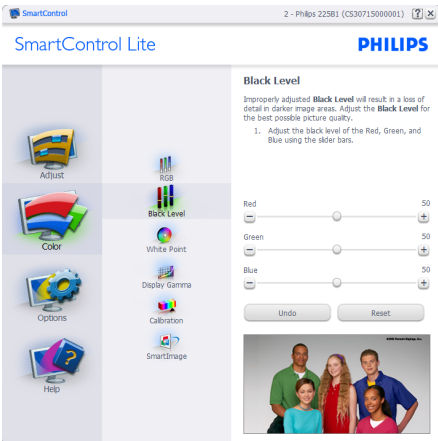 SmartControl
2 - Philips 225B1 (CS30715000001)
SmartControl Lite
PHILIPS
Adjust
Color
Options
Help
RGB
Black Level
White Point
Display Gamma
Calibration
SmartImage
Black Level
Improperly adjusted Black Level will result in a loss of
detail in darker image areas. Adjust the Black Level for
the best possible picture quality.
1. Adjust the black level of the Red, Green, and
Blue using the slider bars.
Red 50
Green 50
Blue 50
Undo Reset